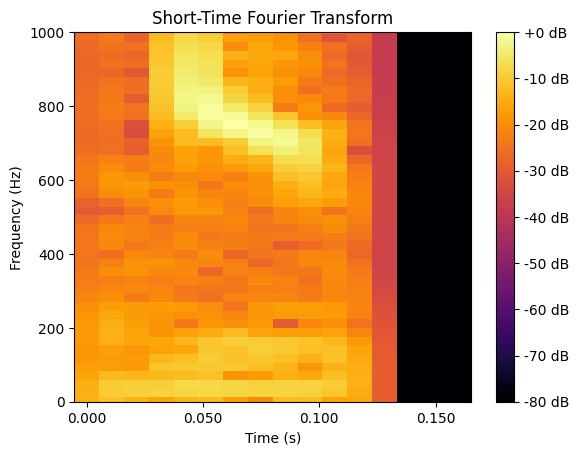 Short-Time Fourier Transform
1000
800
600
400
200
0
Frequency (Hz)
0.000
0.050
0.100
0.150
Time (s)
+0 dB
-10 dB
-20 dB
-30 dB
-40 dB
-50 dB
-60 dB
-70 dB
-80 dB